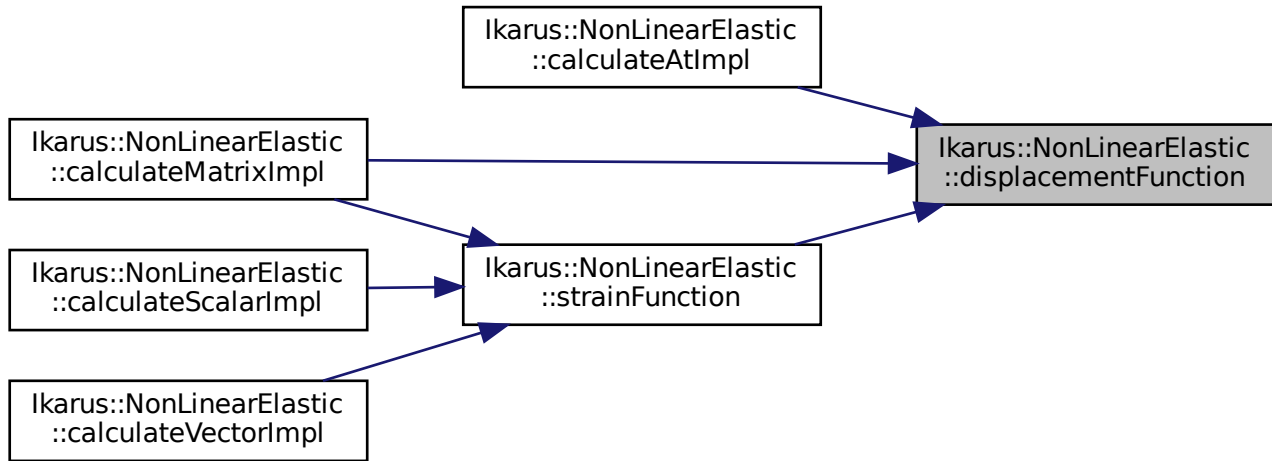 Ikarus::NonLinearElastic
::calculateAtImpl
Ikarus::NonLinearElastic
::calculateMatrixImpl
Ikarus::NonLinearElastic
::displacementFunction
Ikarus::NonLinearElastic
::calculateScalarImpl
Ikarus::NonLinearElastic
::strainFunction
Ikarus::NonLinearElastic
::calculateVectorImpl